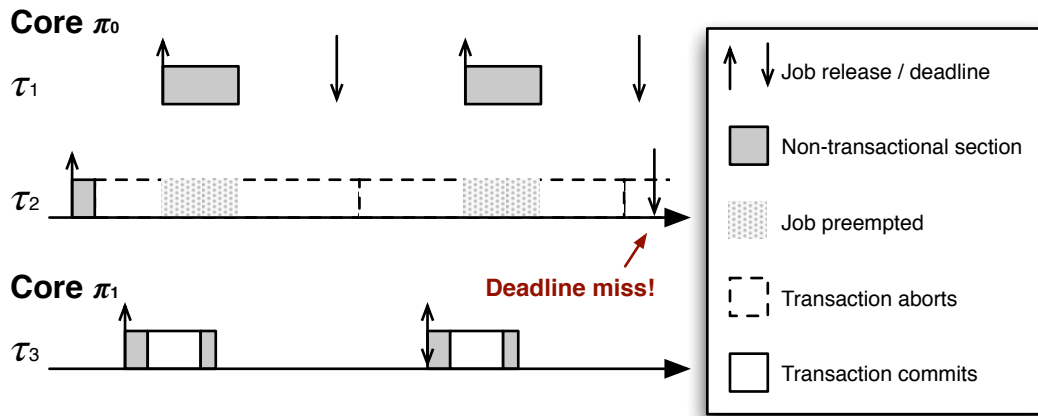 Core π0
τ1
τ2
Deadline miss!
Core π1
τ3
Job release / deadline
Non-transactional section
Job preempted
Transaction aborts
Transaction commits